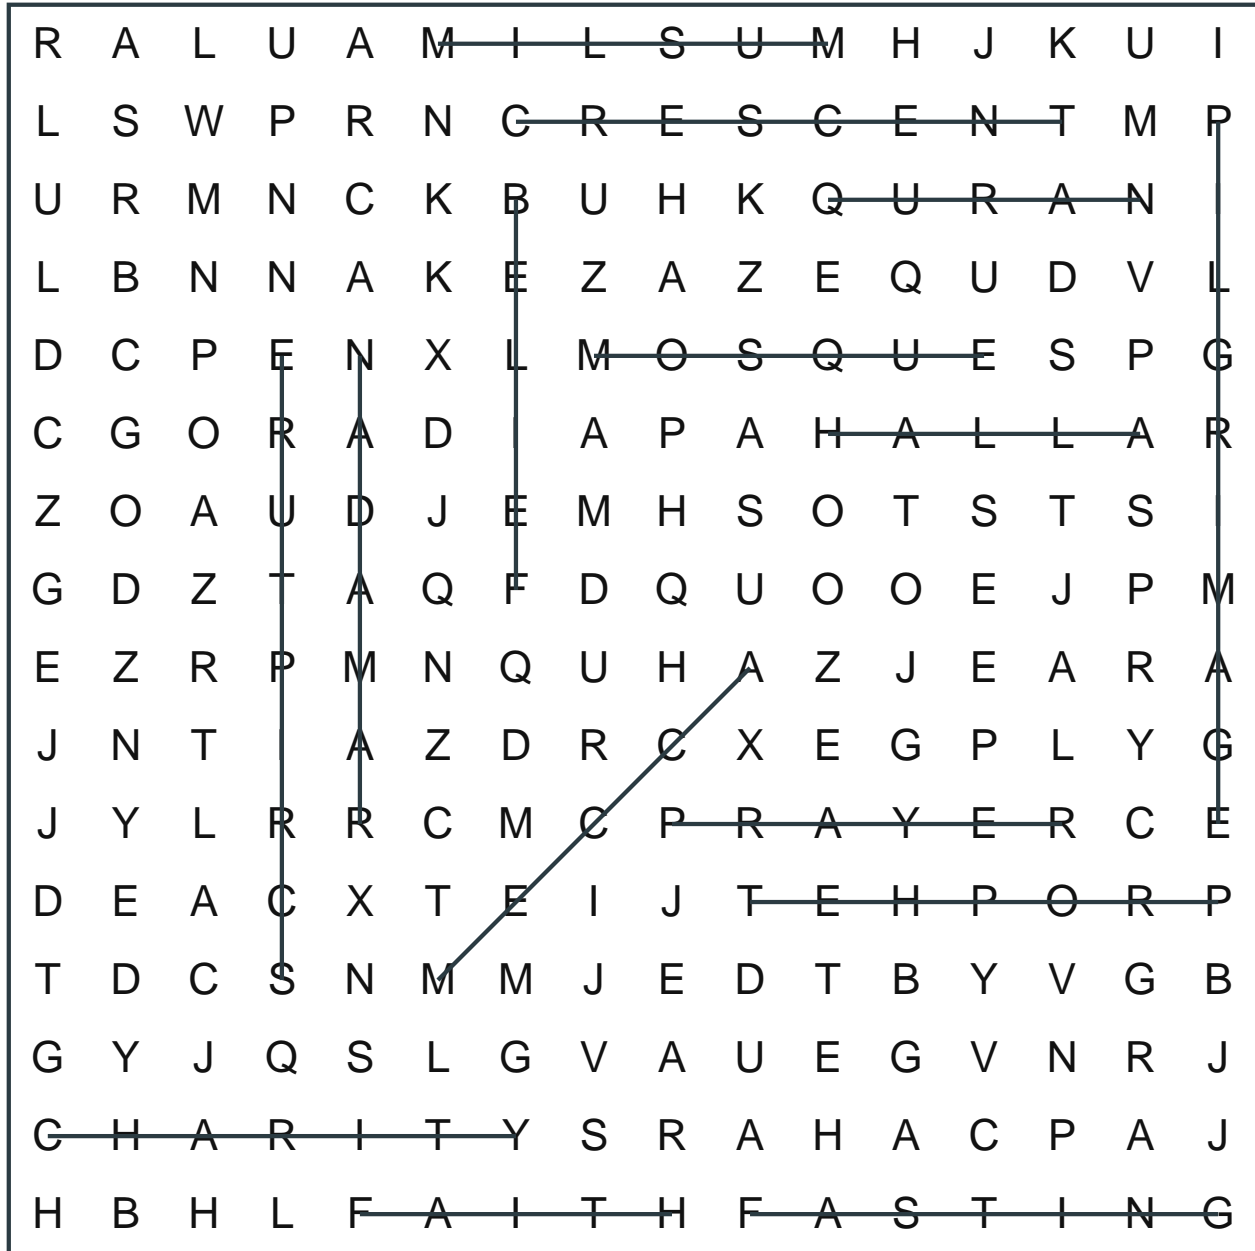 R A L U A M I L S U M H J K U I
L S W P R N C R E S C E N T M P
U R M N C K B U H K Q U R A N I
L B N N A K E Z A Z E Q U D V L
D C P E N X L M O S Q U E S P G
C G O R A D I A P A H A L L A R
Z O A U D J E M H S O T S T S I
G D Z T A Q F D Q U O O E J P M
E Z R P M N Q U H A Z J E A R A
J N T I A Z D R C X E G P L Y G
J Y L R R C M C P R A Y E R C E
D E A C X T E I J T E H P O R P
T D C S N M M J E D T B Y V G B
G Y J Q S L G V A U E G V N R J
C H A R I T Y S R A H A C P A J
H B H L F A I T H F A S T I N G